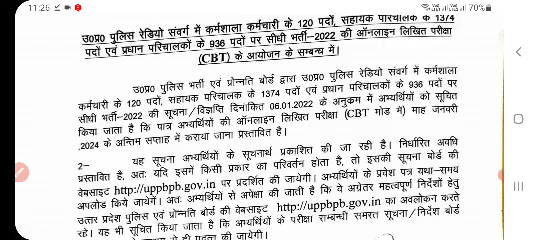 11:26
70%
उ0प्र0 पुलिस रेडियो संवर्ग में कर्मशाला कर्मचारी के 120 पदों, सहायक परिचालक के 1374
पदों एवं प्रधान परिचालकों के 936 पदों पर सीधी भर्ती-2022 की ऑनलाइन लिखित परीक्षा
(CBT) के आयोजन के सम्बन्ध में।
उ0प्र0 पुलिस भर्ती एवं प्रोन्नति बोर्ड द्वारा उ0प्र0 पुलिस रेडियो संवर्ग में कर्मशाला
कर्मचारी के 120 पदों, सहायक परिचालक के 1374 पदों एवं प्रधान परिचालकों के 936 पदों पर
सीधी भर्ती-2022 की सूचना/विज्ञप्ति दिनांकित 06.01.2022 के अनुक्रम में अभ्यर्थियों को सूचित
किया जाता है कि पात्र अभ्यर्थियों की ऑनलाइन लिखित परीक्षा (CBT मोड में) माह जनवरी
,2024 के अन्तिम सप्ताह में कराया जाना प्रस्तावित है।
2- यह सूचना अभ्यर्थियों के सूचनार्थ प्रकाशित की जा रही है। निर्धारित अवधि
प्रस्तावित है, अतः यदि इसमें किसी प्रकार का परिवर्तन होता है, तो इसकी सूचना बोर्ड की
वेबसाइट http://uppbpb.gov.in पर प्रदर्शित की जायेगी। अभ्यर्थियों के प्रवेश पत्र यथा-समय
अपलोड किये जायेंगे। अतः अभ्यर्थियों से अपेक्षा की जाती है कि वे अग्रेतर महत्वपूर्ण निर्देशों हेतु
उत्तर प्रदेश पुलिस एवं प्रोन्नति बोर्ड की वेबसाइट http://uppbpb.gov.in का अवलोकन करते
रहे। यह भी सूचित किया जाता है कि अभ्यर्थियों के परीक्षा सम्बन्धी समस्त सूचना/निर्देश बोर्ड
की जायेगी।